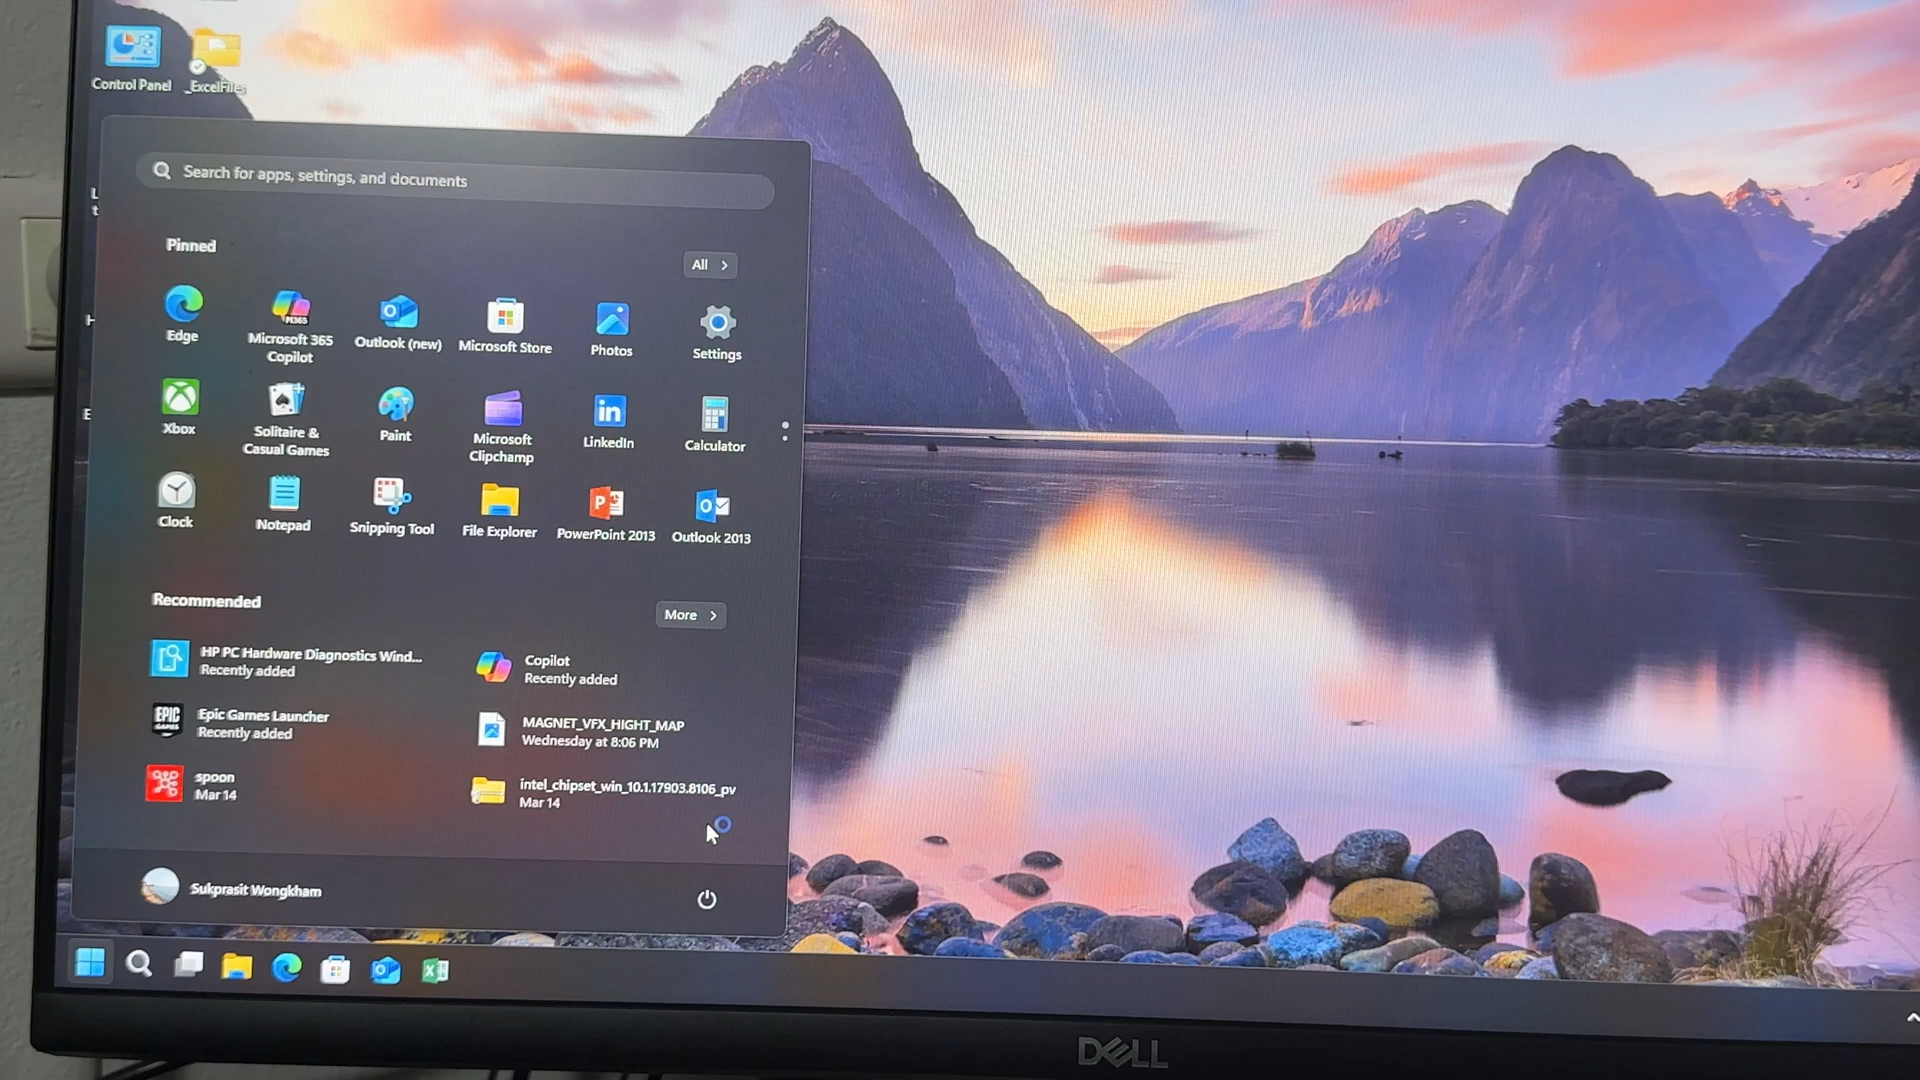 Control Panel
_ExcelFiles
Search for apps, settings, and documents
Pinned
All
Edge
M365
Microsoft 365
Copilot
Outlook (new)
Microsoft Store
Photos
Settings
Xbox
Solitaire &
Casual Games
Paint
Microsoft
Clipchamp
LinkedIn
Calculator
Clock
Notepad
Snipping Tool
File Explorer
PowerPoint 2013
Outlook 2013
Recommended
More
HP PC Hardware Diagnostics Wind...
Recently added
Copilot
Recently added
EPIC
GAMES
Epic Games Launcher
Recently added
MAGNET_VFX_HIGHT_MAP
Wednesday at 8:06 PM
spoon
Mar 14
intel_chipset_win_10.1.17903.8106_pv
Mar 14
Sukprasit Wongkham
DELL